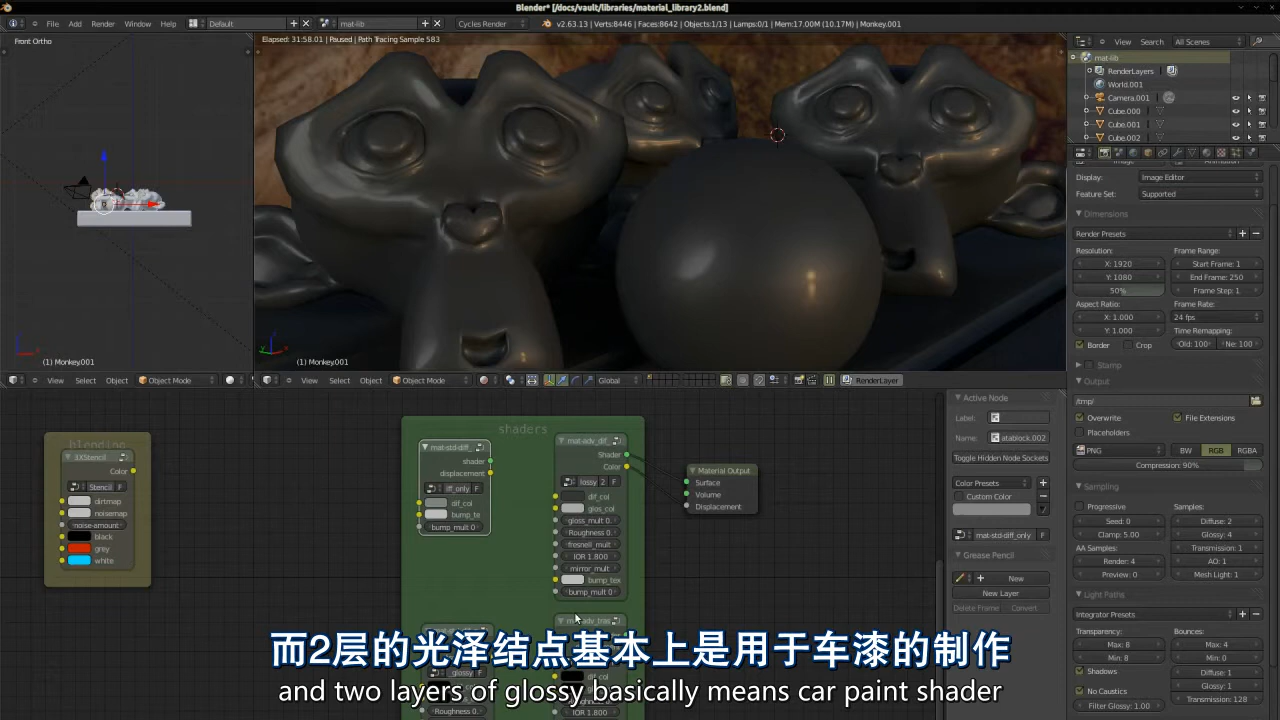 Blender* [/docs/vault/libraries/material_library2.blend]
File Add Render Window Help Default mat-lib Cycles Render v2.63.13 | Verts:8446 | Faces:8642 | Objects:1/13 | Lamps:0/1 | Mem:17.00M (10.17M) | Monkey.001
Front Ortho
Elapsed: 31:58.01 | Paused | Path Tracing Sample 583
(1) Monkey.001
(1) Monkey.001
View Select Object Object Mode
View Select Object Object Mode Global RenderLayer
View Search All Scenes
mat-lib
RenderLayers
World.001
Camera.001
Cube.000
Cube.001
Cube.002
Display: Image Editor
Feature Set: Supported
Dimensions
Render Presets
Resolution: Frame Range:
X: 1920 Start Frame: 1
Y: 1080 End Frame: 250
50% Frame Step: 1
Aspect Ratio: Frame Rate:
X: 1.000 24 fps
Y: 1.000 Time Remapping:
Border Crop Old: 100 Ne: 100
Stamp
Output
/tmp/
Overwrite File Extensions
Placeholders
PNG BW RGB RGBA
Compression: 90%
Sampling
Progressive Samples:
Seed: 0 Diffuse: 2
Clamp: 5.00 Glossy: 4
AA Samples: Transmission: 1
Render: 4 AO: 1
Preview: 0 Mesh Light: 1
Light Paths
Integrator Presets
Transparency: Bounces:
Max: 8 Max: 4
Min: 8 Min: 0
Shadows Diffuse: 1
Glossy: 1
No Caustics Transmission: 128
Filter Glossy: 1.00
blending
3XStencil
Color
Stencil F
dirtmap
noisemap
noise-amount
black
grey
white
shaders
mat-std-diff_
shader
displacement
iff_only F
dif_col
bump_te
bump_mult 0
mat-adv_dif_
Shader
Color
lossy 2 F
dif_col
glos_col
gloss_mult 0.
Roughness 0.
fresnell_mult
IOR 1.800
mirror_mult
bump_tex
bump_mult 0
Material Output
Surface
Volume
Displacement
_glossy F
Roughness 0.
dif_col
IOR 1.800
Active Node
Label:
Name: atablock.002
Toggle Hidden Node Sockets
Color Presets
Custom Color
mat-std-diff_only F
Grease Pencil
New
New Layer
Delete Frame Convert
而2层的光泽结点基本上是用于车漆的制作
and two layers of glossy basically means car paint shader